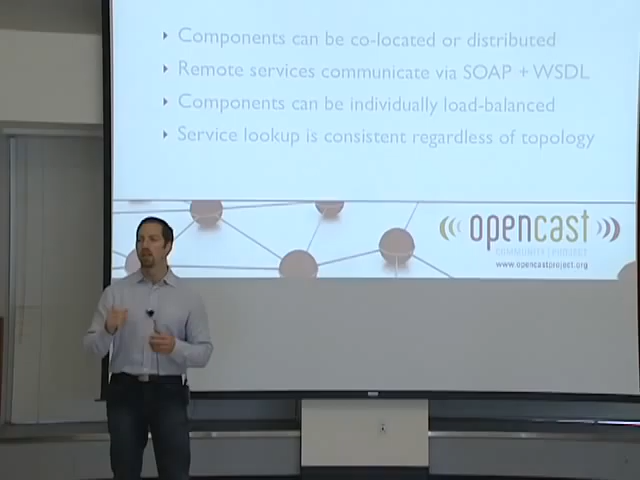 Components can be co-located or distributed
Remote services communicate via SOAP + WSDL
Components can be individually load-balanced
Service lookup is consistent regardless of topology
opencast
COMMUNITY | PROJECT
www.opencastproject.org